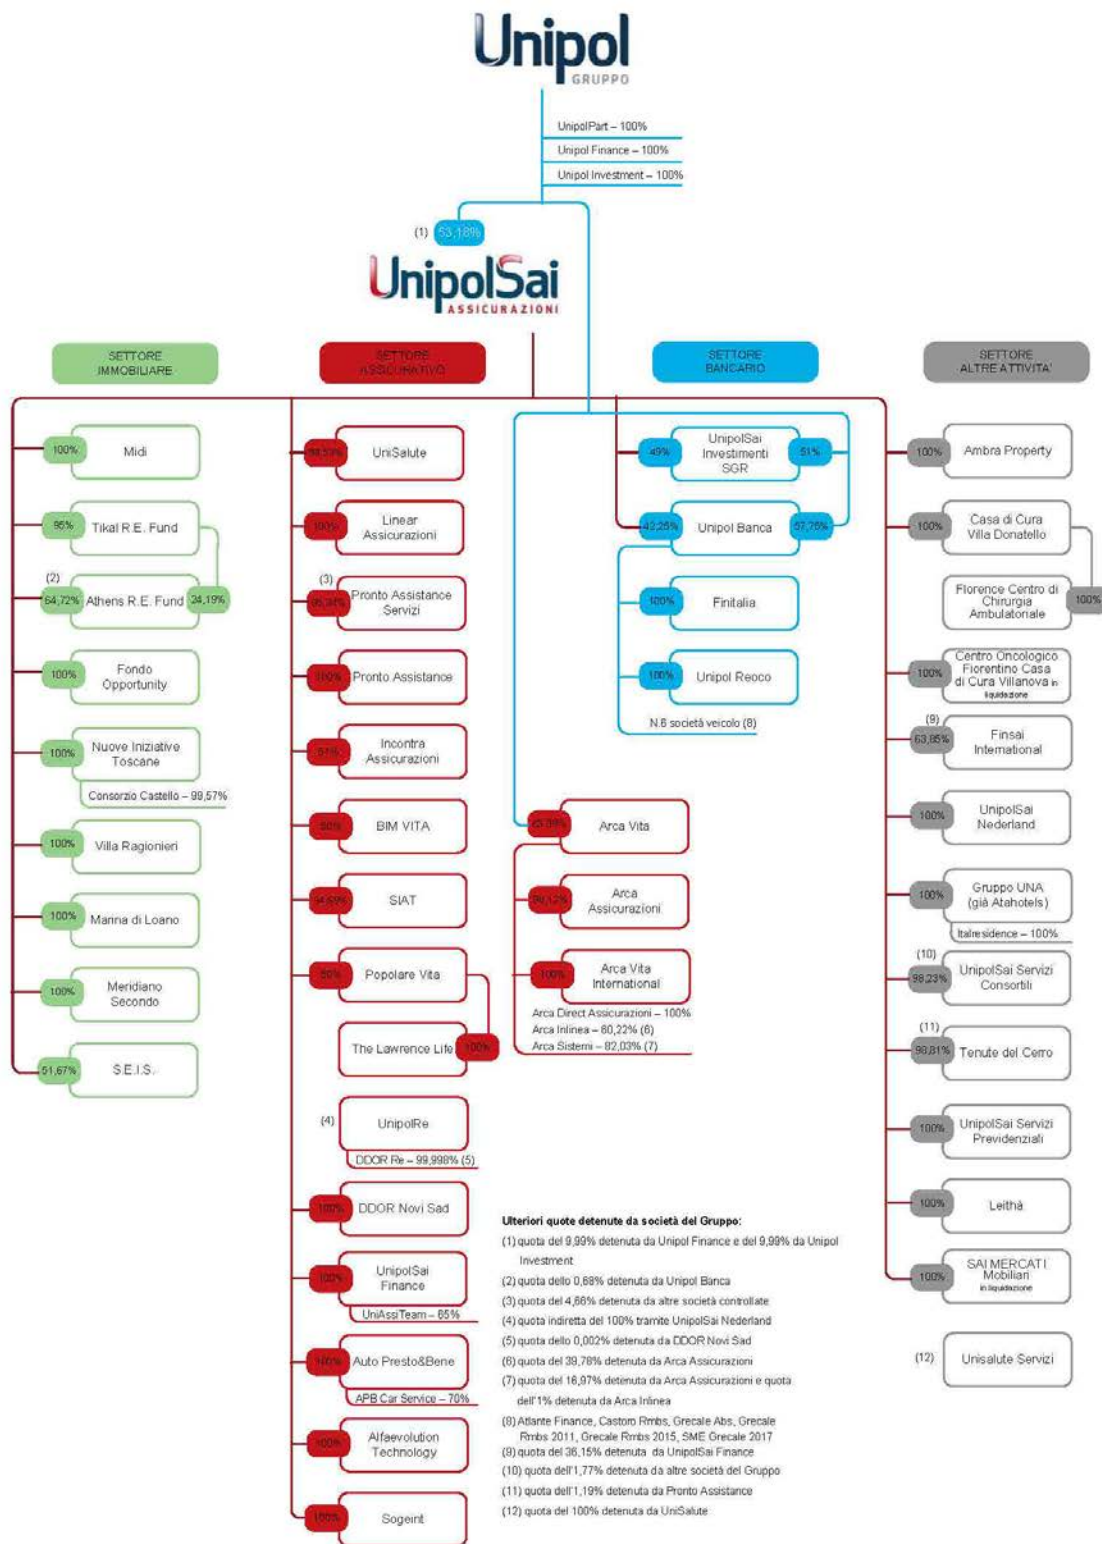 Unipol
GRUPPO
UnipolPart – 100%
Unipol Finance – 100%
Unipol Investment – 100%
(1) 53,18%
UnipolSai
ASSICURAZIONI
SETTORE
IMMOBILIARE
100% Midi
95% Tikal R.E. Fund
(2)
64,72% Athens R.E. Fund 24,19%
100% Fondo
Opportunity
100% Nuove Iniziative
Toscane
Consorzio Castello – 99,57%
100% Villa Ragionieri
100% Marina di Loano
100% Meridiano
Secondo
51,67% S.E.I.S.
SETTORE
ASSICURATIVO
UniSalute
100% Linear
Assicurazioni
(3)
Pronto Assistance
Servizi
100% Pronto Assistance
51% Incontra
Assicurazioni
50% BIM VITA
SIAT
50% Popolare Vita
The Lawrence Life 100%
(4) UnipolRe
DDOR Re – 99,998% (5)
100% DDOR Novi Sad
100% UnipolSai
Finance
UniAssiTeam – 65%
100% Auto Presto&Bene
APB Car Service – 70%
100% Alfaevolution
Technology
100% Sogeint
SETTORE
BANCARIO
49% UnipolSai
Investimenti
SGR 51%
42,25% Unipol Banca 57,75%
100% Finitalia
100% Unipol Reoco
N.6 società veicolo (8)
Arca Vita
Arca
Assicurazioni
100% Arca Vita
International
Arca Direct Assicurazioni – 100%
Arca Inlinea – 60,22% (6)
Arca Sistemi – 82,03% (7)
SETTORE
ALTRE ATTIVITA'
100% Ambra Property
100% Casa di Cura
Villa Donatello
Florence Centro di
Chirurgia
Ambulatoriale 100%
100% Centro Oncologico
Fiorentino Casa
di Cura Villanova in
liquidazione
(9)
63,85% Finsai
International
100% UnipolSai
Nederland
100% Gruppo UNA
(già Atahotels)
Italresidence – 100%
(10)
98,23% UnipolSai Servizi
Consortili
(11)
98,81% Tenute del Cerro
100% UnipolSai Servizi
Previdenziali
100% Leithà
100% SAI MERCATI
Mobiliari
in liquidazione
(12) Unisalute Servizi
Ulteriori quote detenute da società del Gruppo:
(1) quota del 9,99% detenuta da Unipol Finance e del 9,99% da Unipol
Investment
(2) quota dello 0,68% detenuta da Unipol Banca
(3) quota del 4,66% detenuta da altre società controllate
(4) quota indiretta del 100% tramite UnipolSai Nederland
(5) quota dello 0,002% detenuta da DDOR Novi Sad
(6) quota del 39,78% detenuta da Arca Assicurazioni
(7) quota del 16,97% detenuta da Arca Assicurazioni e quota
dell'1% detenuta da Arca Inlinea
(8) Atlante Finance, Castoro Rmbs, Grecale Abs, Grecale
Rmbs 2011, Grecale Rmbs 2015, SME Grecale 2017
(9) quota del 36,15% detenuta da UnipolSai Finance
(10) quota dell'1,77% detenuta da altre società del Gruppo
(11) quota dell'1,19% detenuta da Pronto Assistance
(12) quota del 100% detenuta da UniSalute